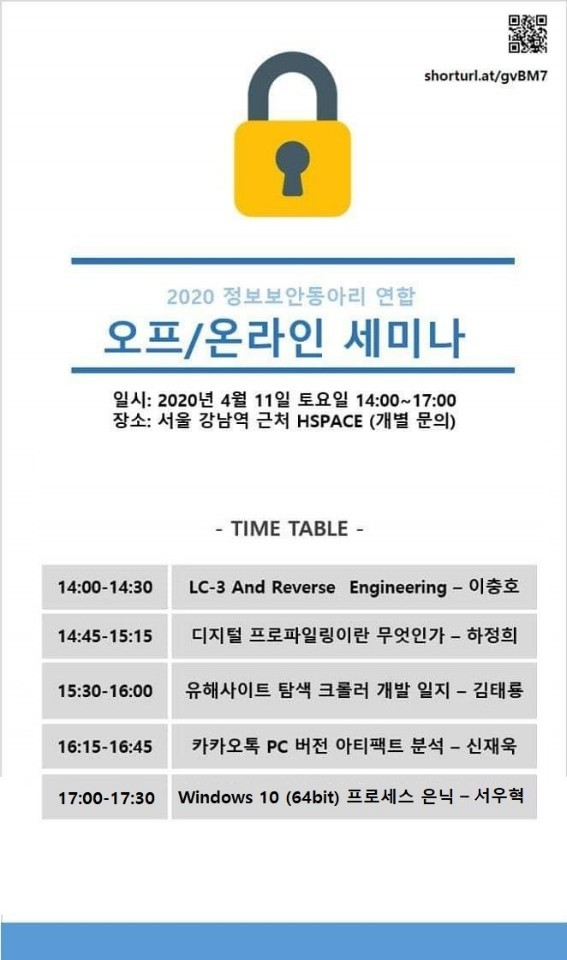 shorturl.at/gvBM7
2020 정보보안동아리 연합
오프/온라인 세미나
일시: 2020년 4월 11일 토요일 14:00~17:00
장소: 서울 강남역 근처 HSPACE (개별 문의)
- TIME TABLE -
14:00-14:30 LC-3 And Reverse Engineering – 이충호
14:45-15:15 디지털 프로파일링이란 무엇인가 – 하정희
15:30-16:00 유해사이트 탐색 크롤러 개발 일지 – 김태룡
16:15-16:45 카카오톡 PC 버전 아티팩트 분석 – 신재욱
17:00-17:30 Windows 10 (64bit) 프로세스 은닉 – 서우혁